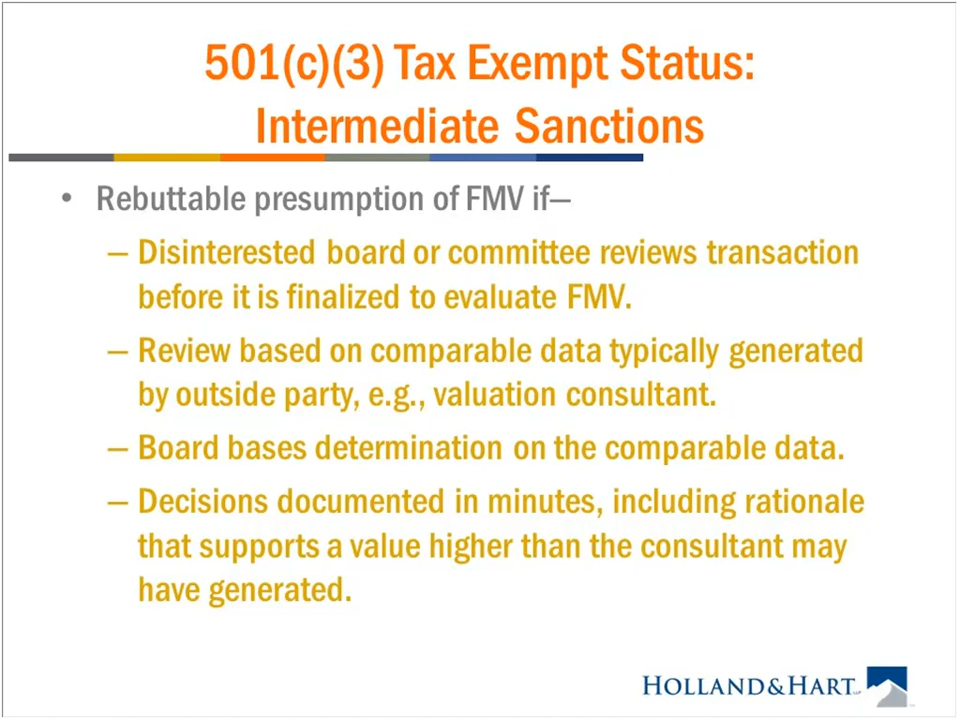 501(c)(3) Tax Exempt Status:
Intermediate Sanctions
• Rebuttable presumption of FMV if—
– Disinterested board or committee reviews transaction
before it is finalized to evaluate FMV.
– Review based on comparable data typically generated
by outside party, e.g., valuation consultant.
– Board bases determination on the comparable data.
– Decisions documented in minutes, including rationale
that supports a value higher than the consultant may
have generated.
HOLLAND&HART